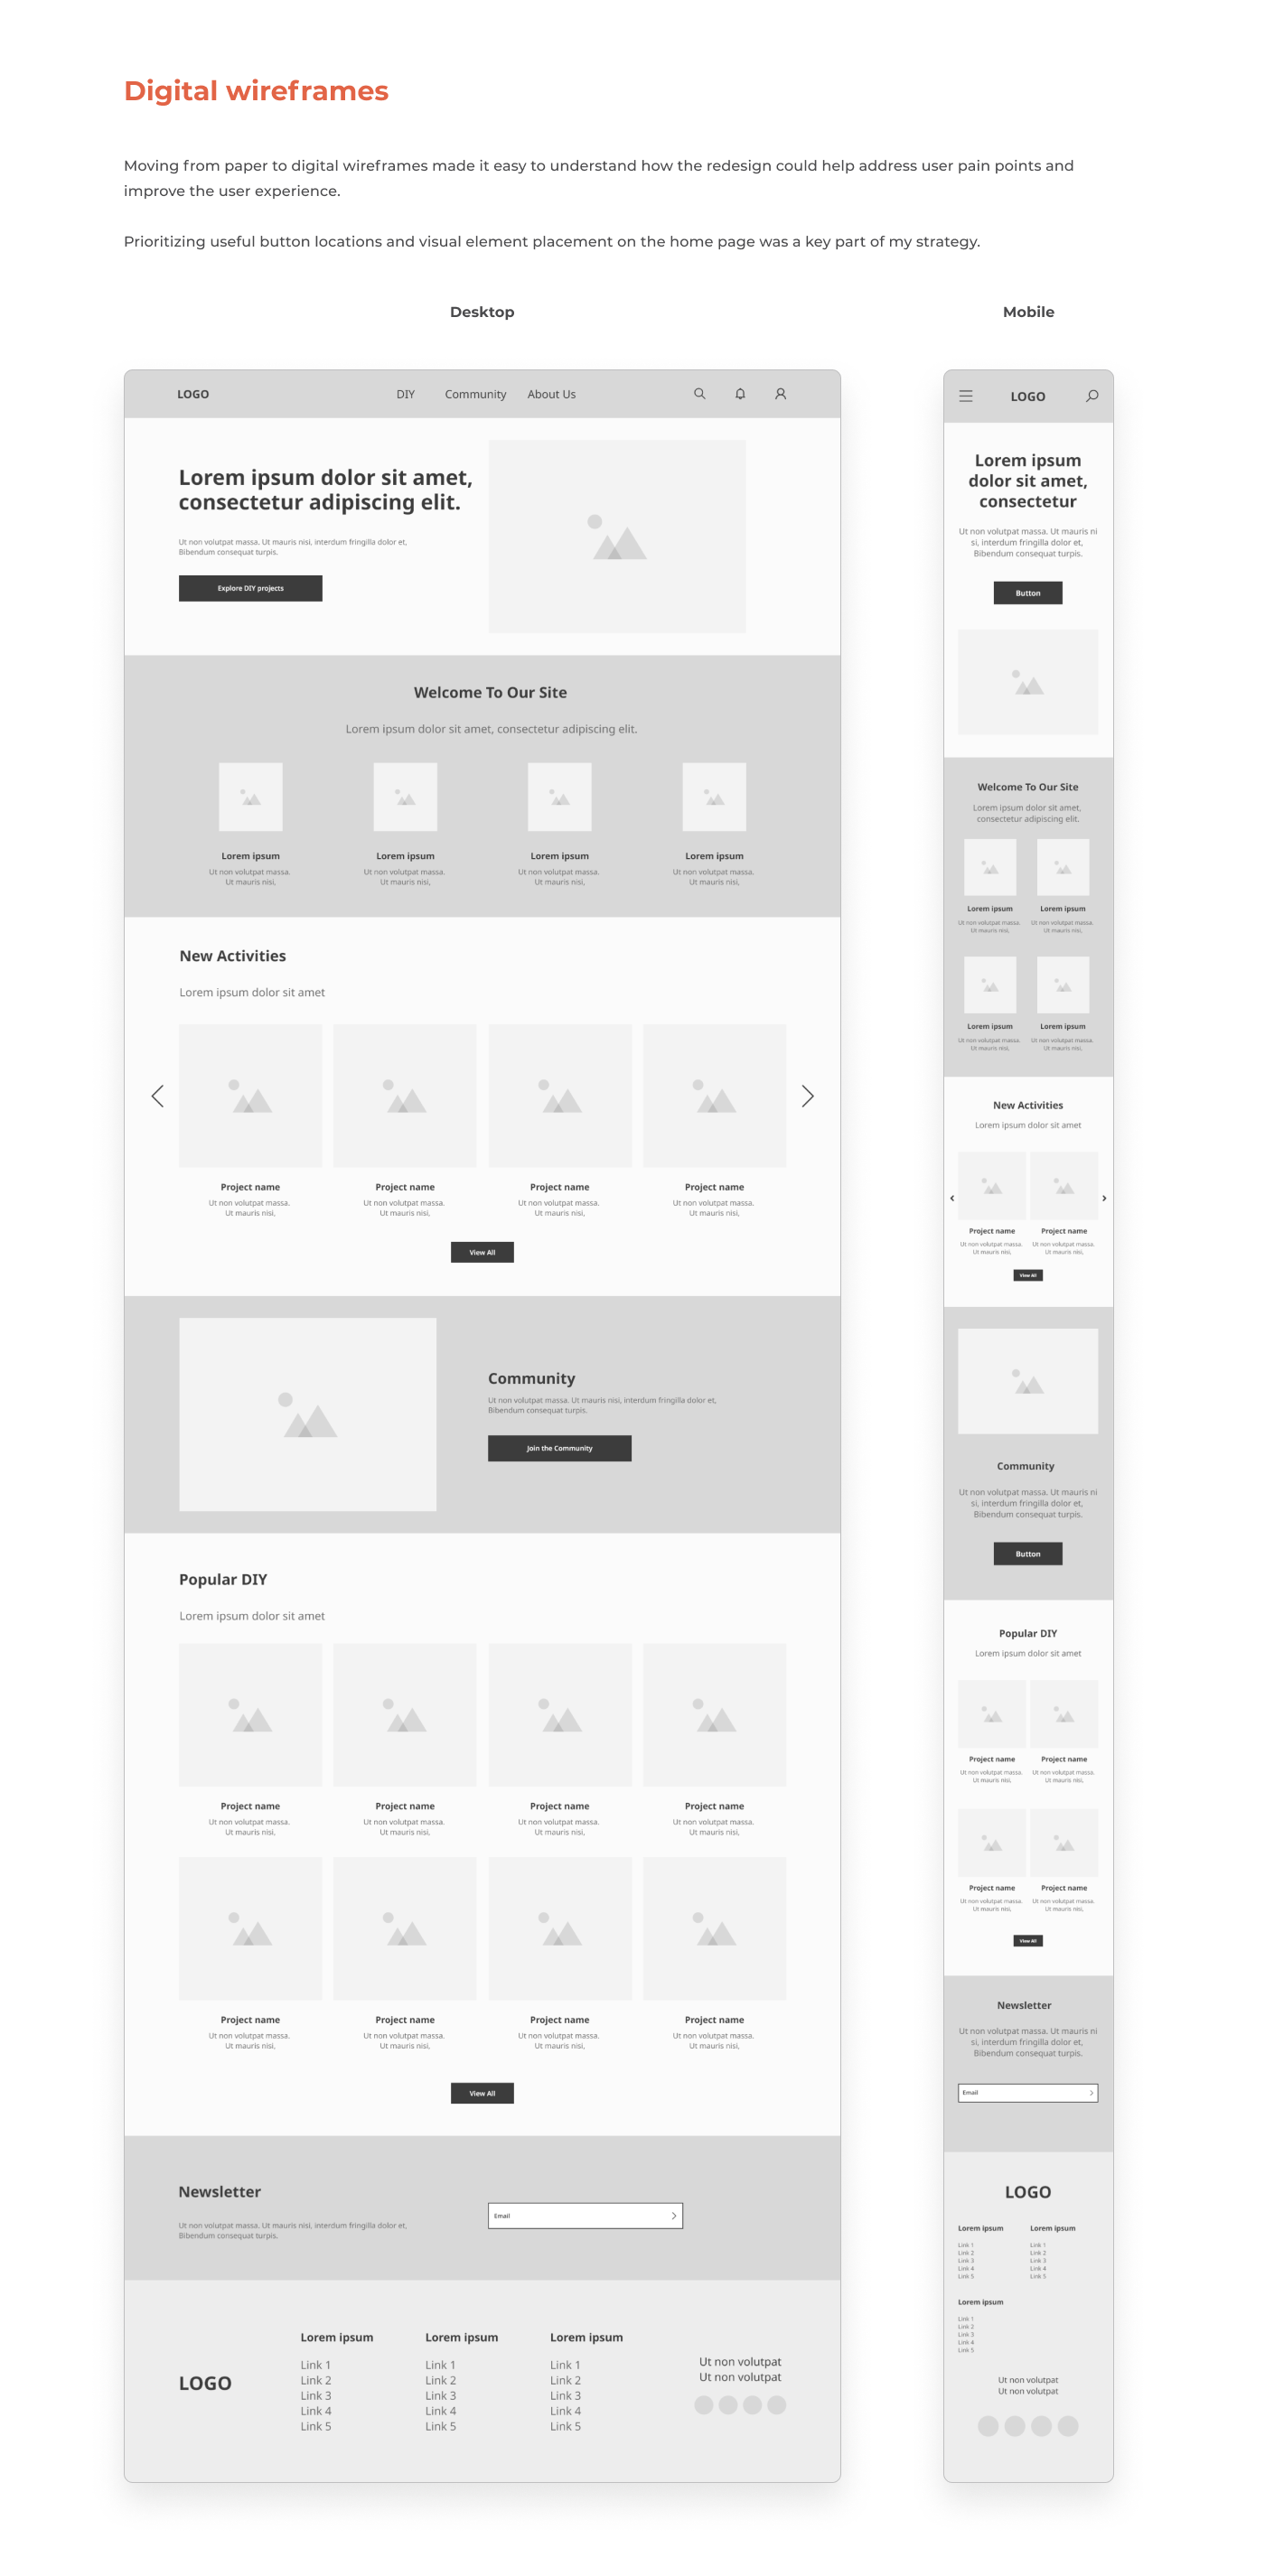 Digital wireframes
Moving from paper to digital wireframes made it easy to understand how the redesign could help address user pain points and
improve the user experience.
Prioritizing useful button locations and visual element placement on the home page was a key part of my strategy.
Desktop
LOGO
DIY
Community
About Us
Lorem ipsum dolor sit amet,
consectetur adipiscing elit.
Ut non volutpat massa. Ut mauris nisi, interdum fringilla dolor et,
Bibendum consequat turpis.
Explore DIY projects
Welcome To Our Site
Lorem ipsum dolor sit amet, consectetur adipiscing elit.
Lorem ipsum
Ut non volutpat massa.
Ut mauris nisi,
Lorem ipsum
Ut non volutpat massa.
Ut mauris nisi,
Lorem ipsum
Ut non volutpat massa.
Ut mauris nisi,
Lorem ipsum
Ut non volutpat massa.
Ut mauris nisi,
New Activities
Lorem ipsum dolor sit amet
Project name
Ut non volutpat massa.
Ut mauris nisi,
Project name
Ut non volutpat massa.
Ut mauris nisi,
Project name
Ut non volutpat massa.
Ut mauris nisi,
Project name
Ut non volutpat massa.
Ut mauris nisi,
View All
Community
Ut non volutpat massa. Ut mauris nisi, interdum fringilla dolor et,
Bibendum consequat turpis.
Join the Community
Popular DIY
Lorem ipsum dolor sit amet
Project name
Ut non volutpat massa.
Ut mauris nisi,
Project name
Ut non volutpat massa.
Ut mauris nisi,
Project name
Ut non volutpat massa.
Ut mauris nisi,
Project name
Ut non volutpat massa.
Ut mauris nisi,
Project name
Ut non volutpat massa.
Ut mauris nisi,
Project name
Ut non volutpat massa.
Ut mauris nisi,
Project name
Ut non volutpat massa.
Ut mauris nisi,
Project name
Ut non volutpat massa.
Ut mauris nisi,
View All
Newsletter
Ut non volutpat massa. Ut mauris nisi, interdum fringilla dolor et,
Bibendum consequat turpis.
Email
LOGO
Lorem ipsum
Link 1
Link 2
Link 3
Link 4
Link 5
Lorem ipsum
Link 1
Link 2
Link 3
Link 4
Link 5
Lorem ipsum
Link 1
Link 2
Link 3
Link 4
Link 5
Ut non volutpat
Ut non volutpat
Mobile
LOGO
Lorem ipsum
dolor sit amet,
consectetur
Ut non volutpat massa. Ut mauris ni
si, interdum fringilla dolor et,
Bibendum consequat turpis.
Button
Welcome To Our Site
Lorem ipsum dolor sit amet,
consectetur adipiscing elit.
Lorem ipsum
Ut non volutpat massa.
Ut mauris nisi,
Lorem ipsum
Ut non volutpat massa.
Ut mauris nisi,
Lorem ipsum
Ut non volutpat massa.
Ut mauris nisi,
Lorem ipsum
Ut non volutpat massa.
Ut mauris nisi,
New Activities
Lorem ipsum dolor sit amet
Project name
Ut non volutpat massa.
Ut mauris nisi,
Project name
Ut non volutpat massa.
Ut mauris nisi,
View All
Community
Ut non volutpat massa. Ut mauris ni
si, interdum fringilla dolor et,
Bibendum consequat turpis.
Button
Popular DIY
Lorem ipsum dolor sit amet
Project name
Ut non volutpat massa.
Ut mauris nisi,
Project name
Ut non volutpat massa.
Ut mauris nisi,
Project name
Ut non volutpat massa.
Ut mauris nisi,
Project name
Ut non volutpat massa.
Ut mauris nisi,
View All
Newsletter
Ut non volutpat massa. Ut mauris ni
si, interdum fringilla dolor et,
Bibendum consequat turpis.
Email
LOGO
Lorem ipsum
Link 1
Link 2
Link 3
Link 4
Link 5
Lorem ipsum
Link 1
Link 2
Link 3
Link 4
Link 5
Lorem ipsum
Link 1
Link 2
Link 3
Link 4
Link 5
Ut non volutpat
Ut non volutpat